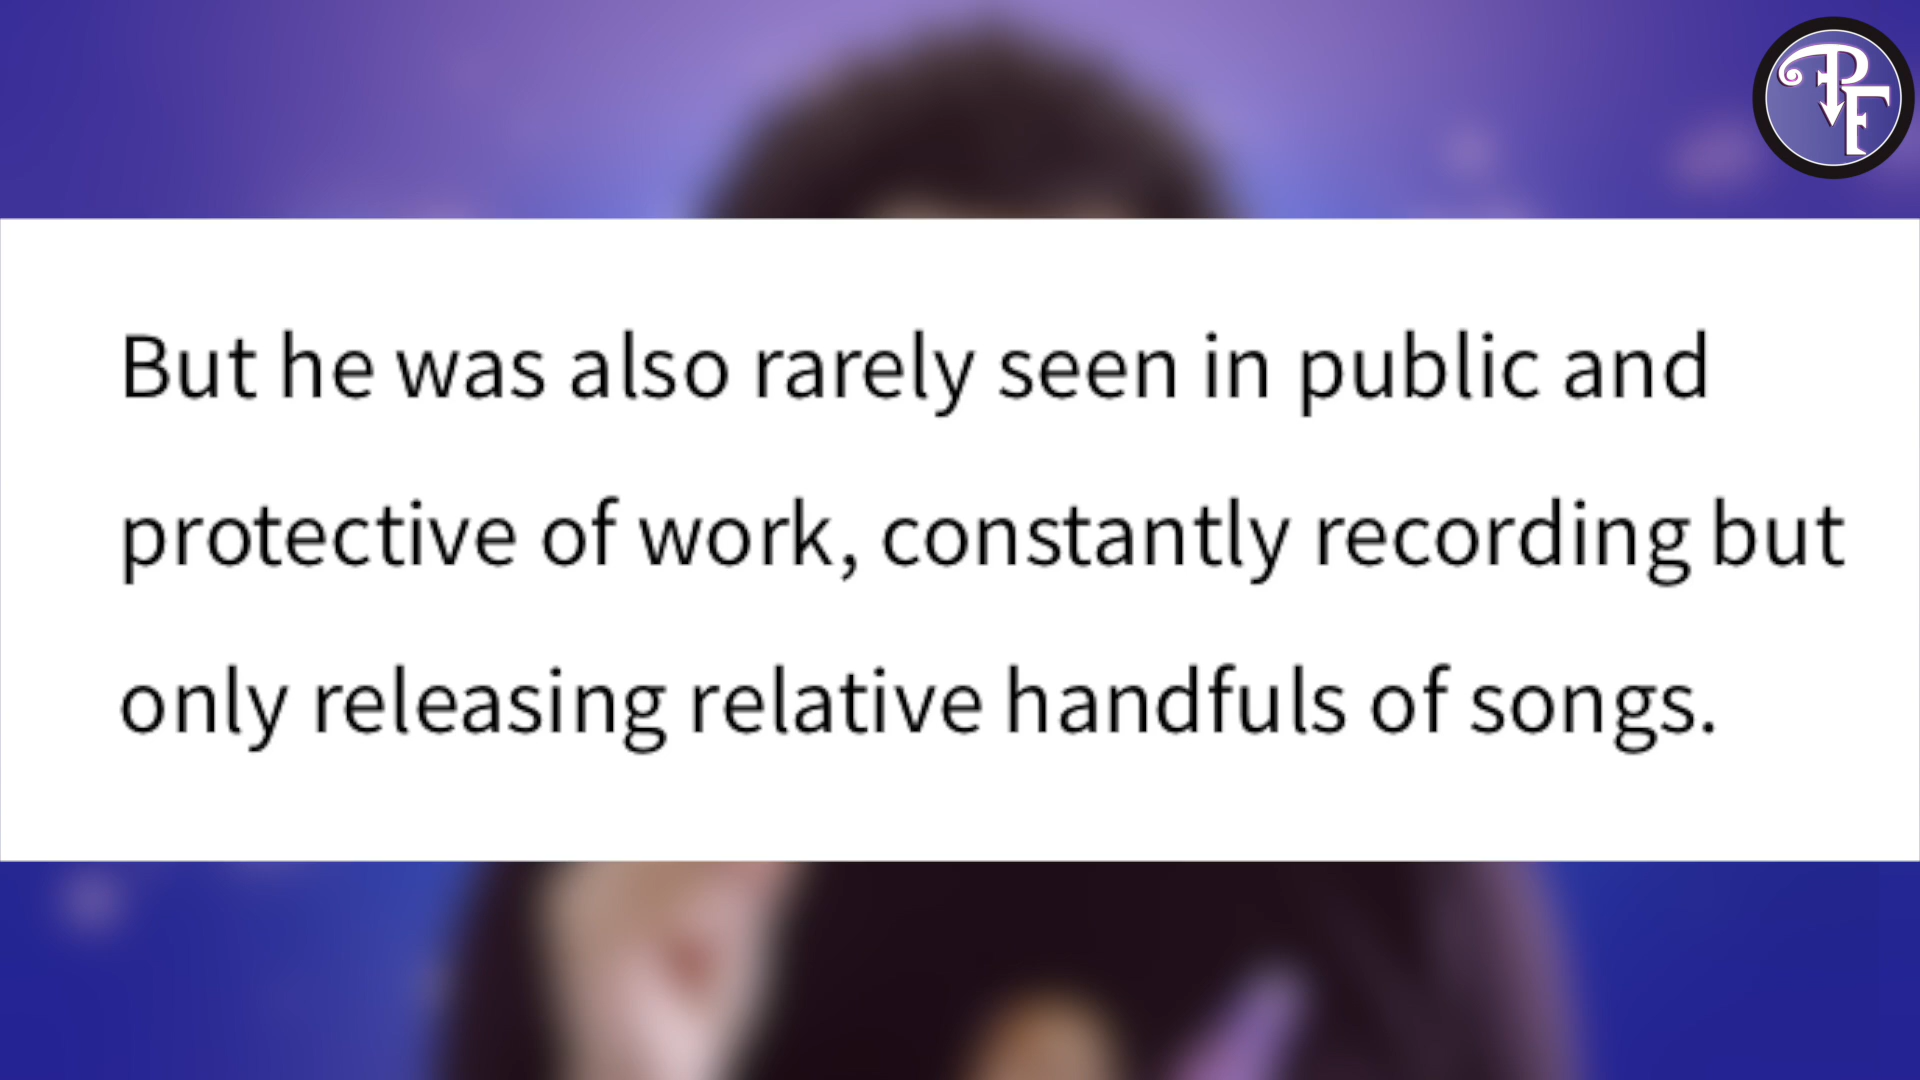 PF
But he was also rarely seen in public and
protective of work, constantly recording but
only releasing relative handfuls of songs.